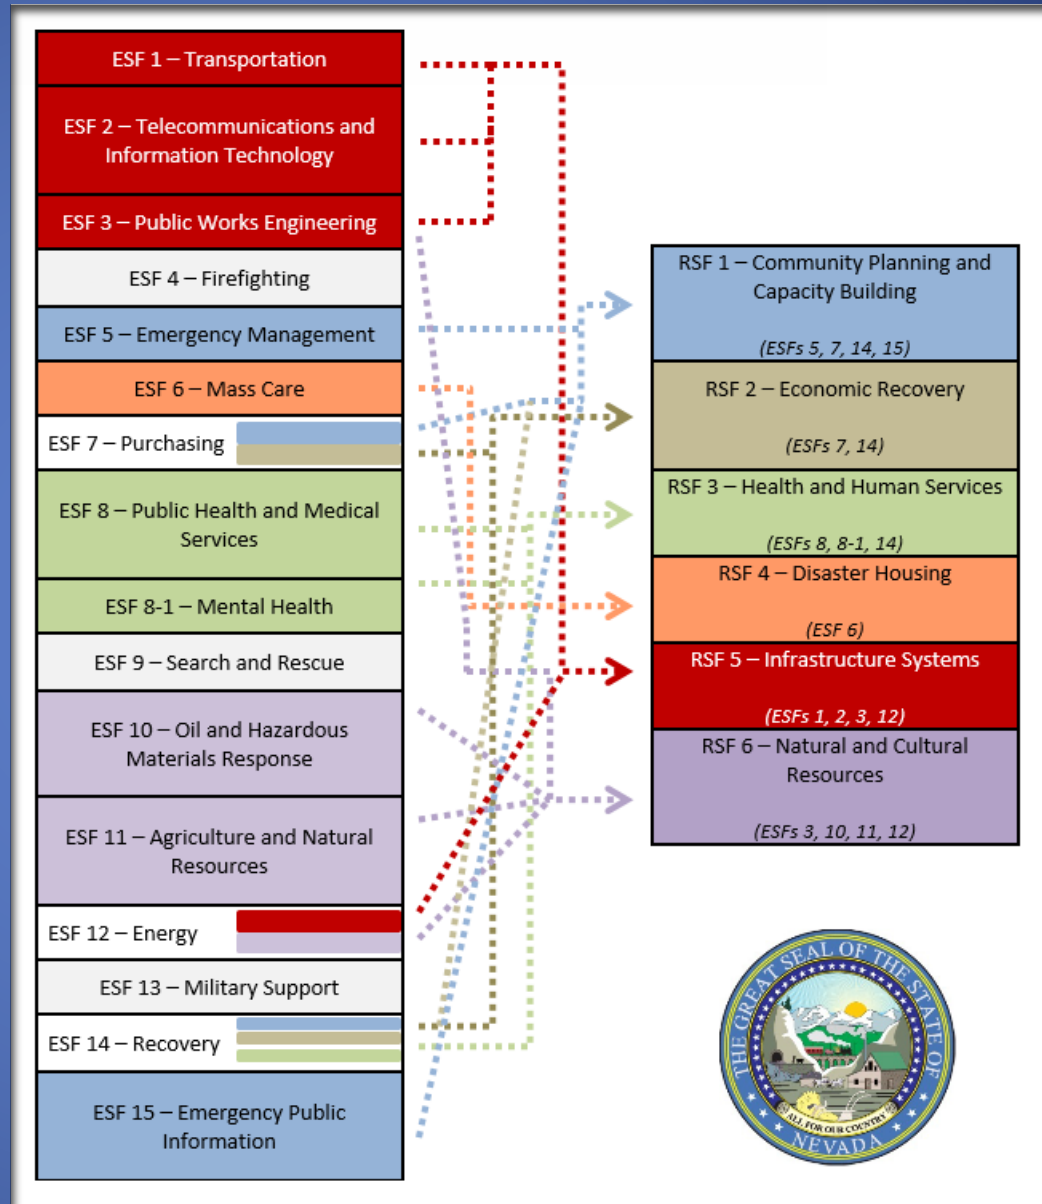 ESF 1 – Transportation
ESF 2 – Telecommunications and
Information Technology
ESF 3 – Public Works Engineering
ESF 4 – Firefighting
ESF 5 – Emergency Management
ESF 6 – Mass Care
ESF 7 – Purchasing
ESF 8 – Public Health and Medical
Services
ESF 8-1 – Mental Health
ESF 9 – Search and Rescue
ESF 10 – Oil and Hazardous
Materials Response
ESF 11 – Agriculture and Natural
Resources
ESF 12 – Energy
ESF 13 – Military Support
ESF 14 – Recovery
ESF 15 – Emergency Public
Information
RSF 1 – Community Planning and
Capacity Building
(ESFs 5, 7, 14, 15)
RSF 2 – Economic Recovery
(ESFs 7, 14)
RSF 3 – Health and Human Services
(ESFs 8, 8-1, 14)
RSF 4 – Disaster Housing
(ESF 6)
RSF 5 – Infrastructure Systems
(ESFs 1, 2, 3, 12)
RSF 6 – Natural and Cultural
Resources
(ESFs 3, 10, 11, 12)
THE GREAT SEAL OF THE STATE OF
ALL FOR OUR COUNTRY
NEVADA